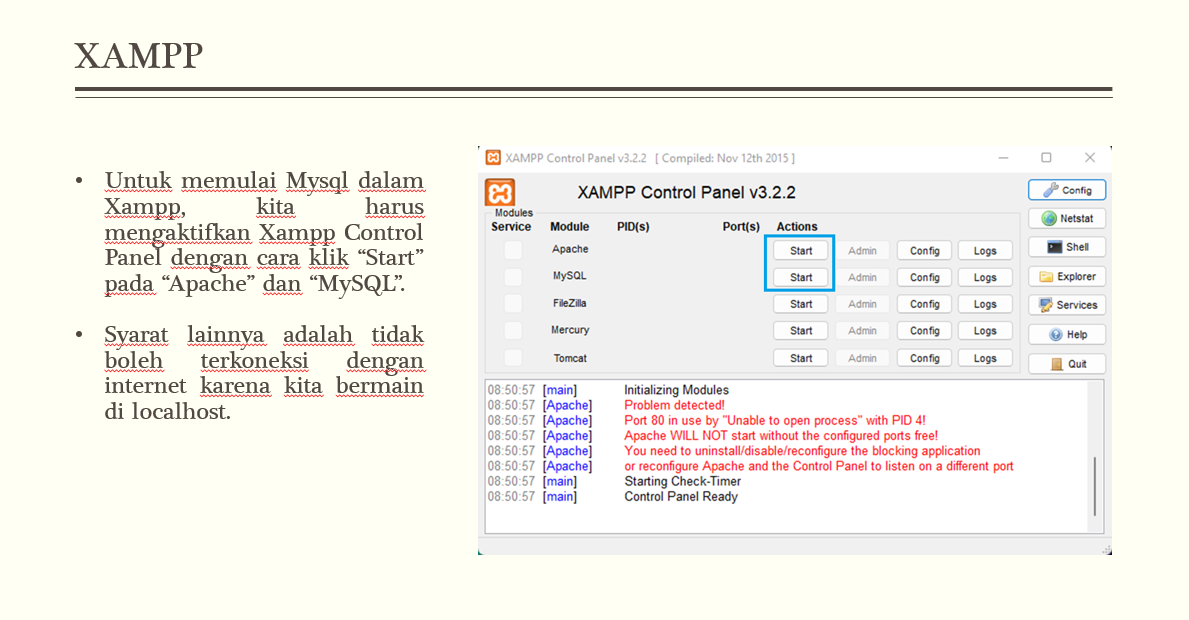 XAMPP
• Untuk memulai Mysql dalam
Xampp, kita harus
mengaktifkan Xampp Control
Panel dengan cara klik “Start”
pada “Apache” dan “MySQL”.
• Syarat lainnya adalah tidak
boleh terkoneksi dengan
internet karena kita bermain
di localhost.
XAMPP Control Panel v3.2.2 [ Compiled: Nov 12th 2015 ]
XAMPP Control Panel v3.2.2
Config
Netstat
Shell
Explorer
Services
Help
Quit
Modules
Service Module PID(s) Port(s) Actions
Apache Start Admin Config Logs
MySQL Start Admin Config Logs
FileZilla Start Admin Config Logs
Mercury Start Admin Config Logs
Tomcat Start Admin Config Logs
08:50:57 [main] Initializing Modules
08:50:57 [Apache] Problem detected!
08:50:57 [Apache] Port 80 in use by "Unable to open process" with PID 4!
08:50:57 [Apache] Apache WILL NOT start without the configured ports free!
08:50:57 [Apache] You need to uninstall/disable/reconfigure the blocking application
08:50:57 [Apache] or reconfigure Apache and the Control Panel to listen on a different port
08:50:57 [main] Starting Check-Timer
08:50:57 [main] Control Panel Ready